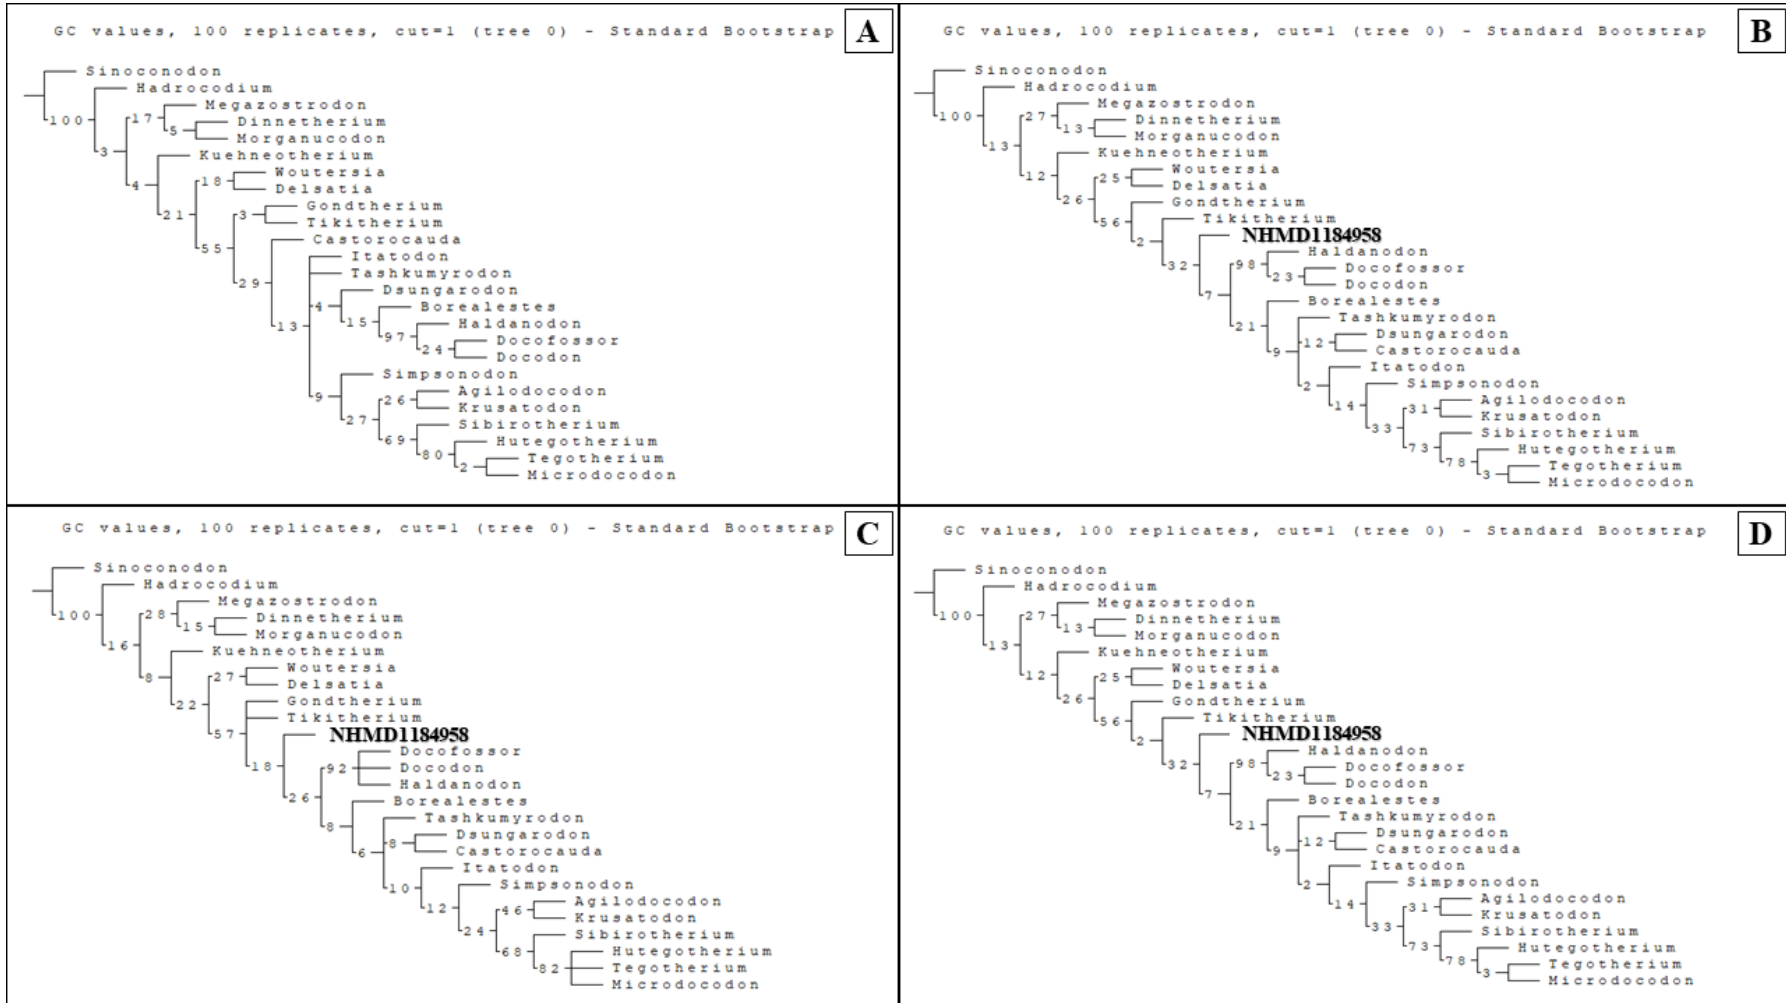 GC values, 100 replicates, cut=1 (tree 0) - Standard Bootstrap
A
Sinoconodon
Hadrocodium
100
Megazostrodon
17
Dinnetherium
5
Morganucodon
3
Kuehneotherium
Woutersia
18
4
Delsatia
Gondtherium
21
3
Tikitherium
Castorocauda
55
Itatodon
Tashkumyrodon
29
Dsungarodon
4
Borealestes
15
13
Haldanodon
97
Docofossor
24
Docodon
Simpsonodon
Agilodocodon
9
26
Krusatodon
27
Sibirotherium
69
Hutegotherium
80
Tegotherium
2
Microdocodon
GC values, 100 replicates, cut=1 (tree 0) - Standard Bootstrap
B
Sinoconodon
Hadrocodium
Megazostrodon
100
27
Dinnetherium
13
Morganucodon
13
Kuehneotherium
Woutersia
12
25
Delsatia
26
Gondtherium
56
Tikitherium
2
NHMD1184958
Haldanodon
32
98
Docofossor
23
Docodon
7
Borealestes
Tashkumyrodon
21
Dsungarodon
12
Castorocauda
9
Itatodon
2
Simpsonodon
Agilodocodon
14
31
Krusatodon
33
Sibirotherium
73
Hutegotherium
78
Tegotherium
3
Microdocodon
GC values, 100 replicates, cut=1 (tree 0) - Standard Bootstrap
C
Sinoconodon
Hadrocodium
Megazostrodon
100
28
Dinnetherium
15
Morganucodon
16
Kuehneotherium
Woutersia
8
27
Delsatia
22
Gondtherium
Tikitherium
57
NHMD1184958
Docofossor
18
92
Docodon
Haldanodon
26
Borealestes
Tashkumyrodon
8
Dsungarodon
8
Castorocauda
6
Itatodon
10
Simpsonodon
Agilodocodon
12
46
Krusatodon
24
Sibirotherium
68
Hutegotherium
82
Tegotherium
Microdocodon
GC values, 100 replicates, cut=1 (tree 0) - Standard Bootstrap
D
Sinoconodon
Hadrocodium
Megazostrodon
100
27
Dinnetherium
13
Morganucodon
13
Kuehneotherium
Woutersia
12
25
Delsatia
26
Gondtherium
56
Tikitherium
2
NHMD1184958
Haldanodon
32
98
Docofossor
23
Docodon
7
Borealestes
Tashkumyrodon
21
Dsungarodon
12
Castorocauda
9
Itatodon
2
Simpsonodon
Agilodocodon
14
31
Krusatodon
33
Sibirotherium
73
Hutegotherium
78
Tegotherium
3
Microdocodon